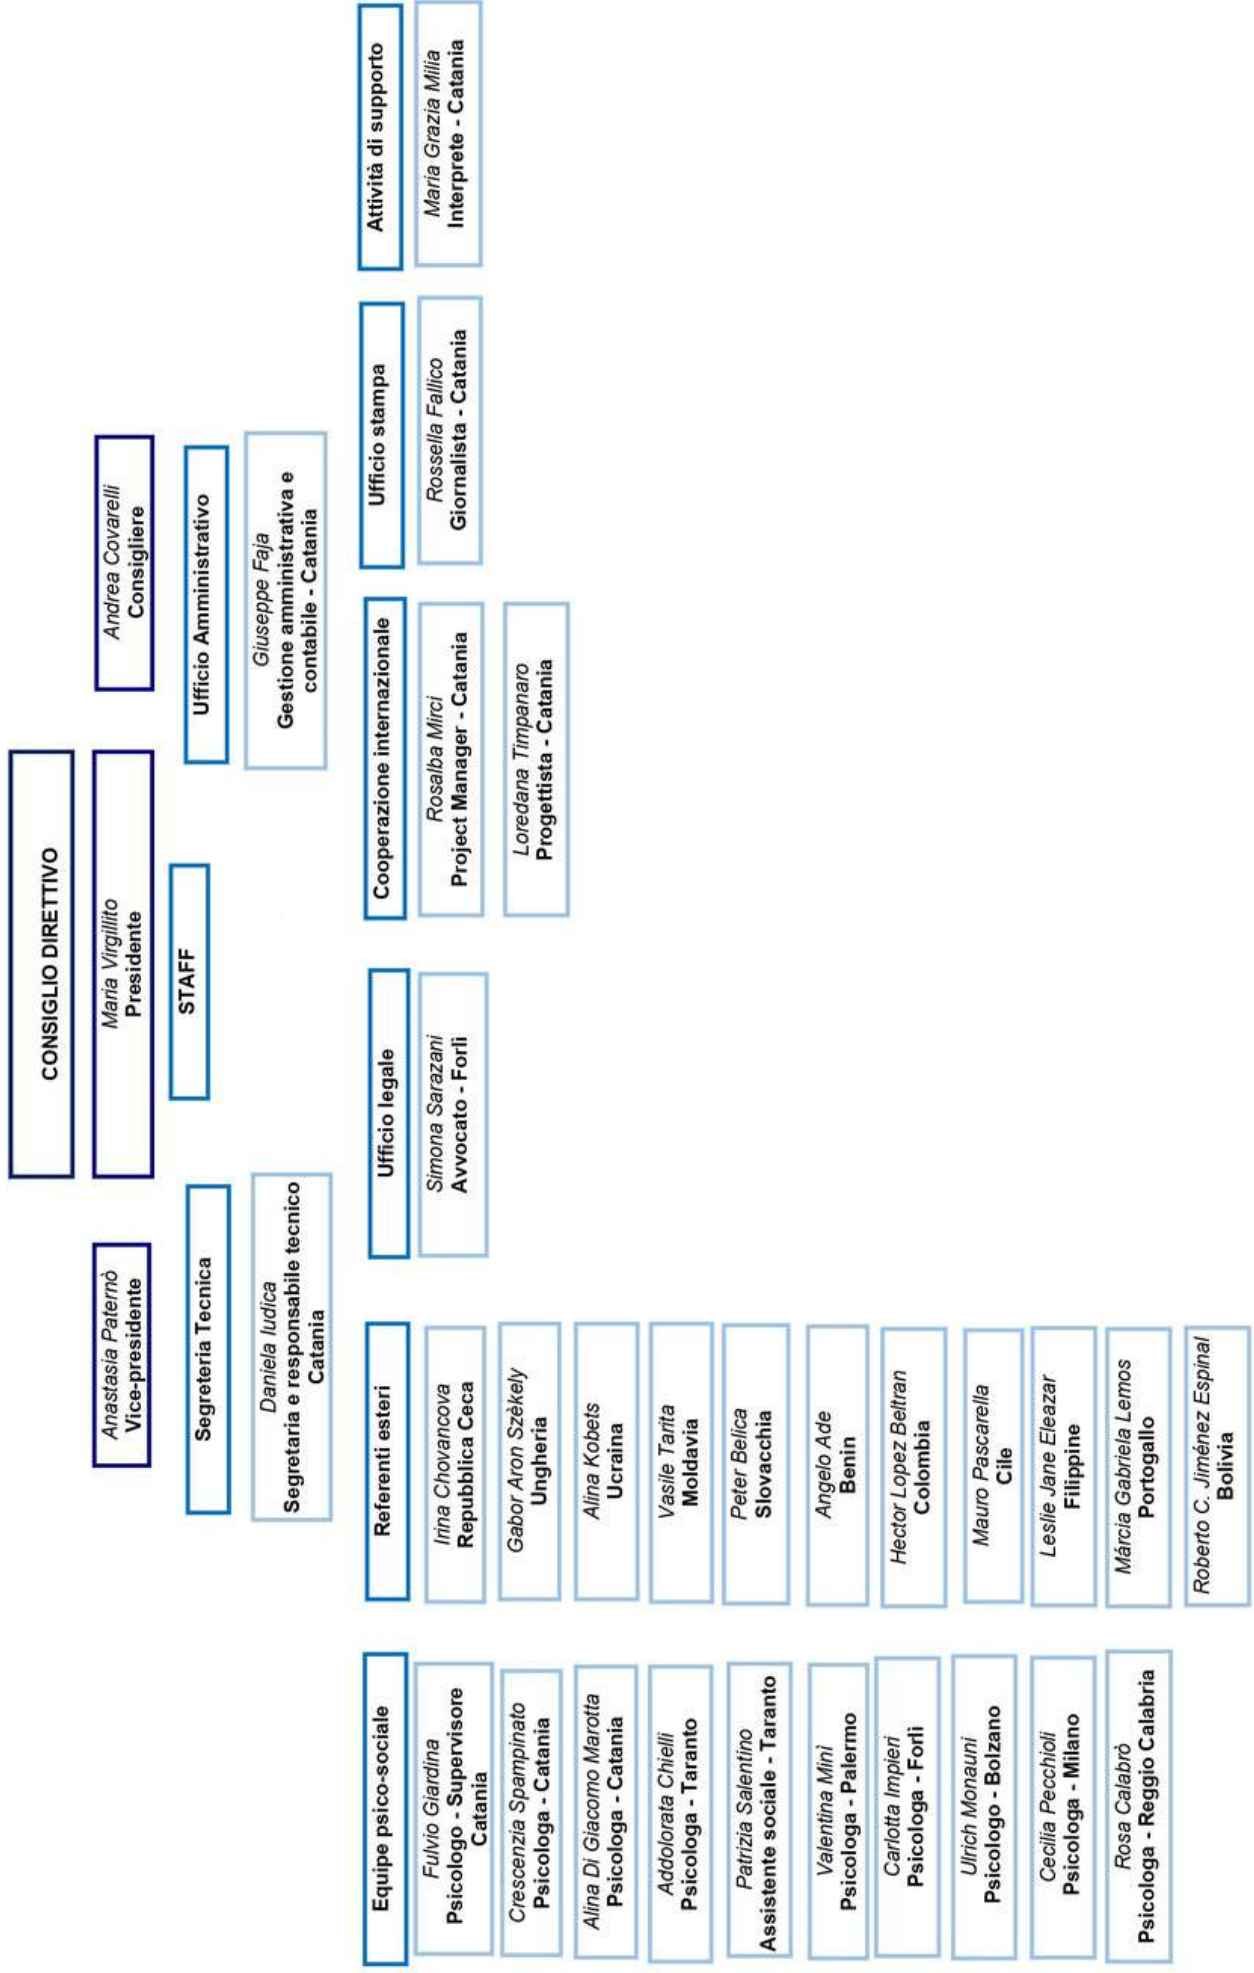 CONSIGLIO DIRETTIVO
Anastasia Paternò
Vice-presidente
Maria Virgillito
Presidente
Andrea Covarelli
Consigliere
STAFF
Segreteria Tecnica
Daniela Iudica
Segretaria e responsabile tecnico
Catania
Ufficio Amministrativo
Giuseppe Faja
Gestione amministrativa e
contabile - Catania
Equipe psico-sociale
Fulvio Giardina
Psicologo - Supervisore
Catania
Crescenzia Spampinato
Psicologa - Catania
Alina Di Giacomo Marotta
Psicologa - Catania
Addolorata Chielli
Psicologa - Taranto
Patrizia Salentino
Assistente sociale - Taranto
Valentina Minì
Psicologa - Palermo
Carlotta Impieri
Psicologa - Forlì
Ulrich Monauni
Psicologo - Bolzano
Cecilia Pecchioli
Psicologa - Milano
Rosa Calabrò
Psicologa - Reggio Calabria
Referenti esteri
Irina Chovancova
Repubblica Ceca
Gabor Aron Szèkely
Ungheria
Alina Kobets
Ucraina
Vasile Tarita
Moldavia
Peter Belica
Slovacchia
Angelo Ade
Benin
Hector Lopez Beltran
Colombia
Mauro Pascarella
Cile
Leslie Jane Eleazar
Filippine
Márcia Gabriela Lemos
Portogallo
Roberto C. Jiménez Espinal
Bolivia
Ufficio legale
Simona Sarazani
Avvocato - Forlì
Cooperazione internazionale
Rosalba Mirci
Project Manager - Catania
Loredana Timpanaro
Progettista - Catania
Ufficio stampa
Rossella Fallico
Giornalista - Catania
Attività di supporto
Maria Grazia Milia
Interprete - Catania